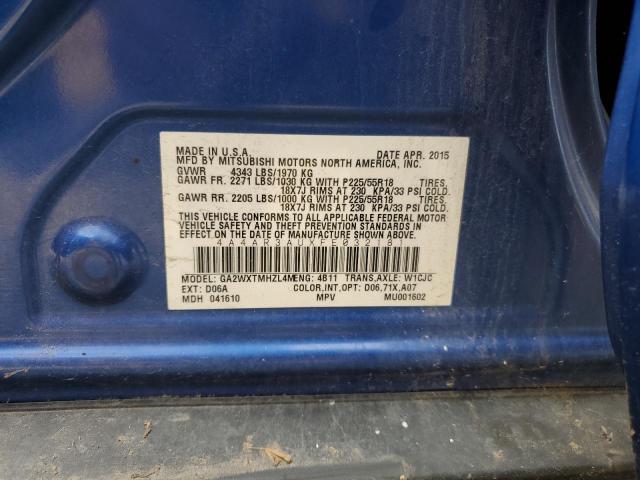 MADE IN U.S.A. DATE APR. 2015
MFD BY MITSUBISHI MOTORS NORTH AMERICA, INC.
GVWR 4343 LBS/1970 KG
GAWR FR. 2271 LBS/1030 KG WITH P225/55R18 TIRES,
18X7J RIMS AT 230 KPA/33 PSI COLD.
GAWR RR. 2205 LBS/1000 KG WITH P225/55R18 TIRES,
18X7J RIMS AT 230 KPA/33 PSI COLD.
THIS VEHICLE CONFORMS TO ALL APPLICABLE FEDERAL MOTOR
VEHICLE SAFETY AND THEFT PREVENTION STANDARDS IN EFFECT
ON THE DATE OF MANUFACTURE SHOWN ABOVE.
4A4AR3AUXFE032181
MODEL: GA2WXTMHZL4M ENG: 4B11 TRANS,AXLE: W1CJC
EXT: D06A COLOR,INT,OPT: D06,71X,A07
MDH 041610 MPV MU001602